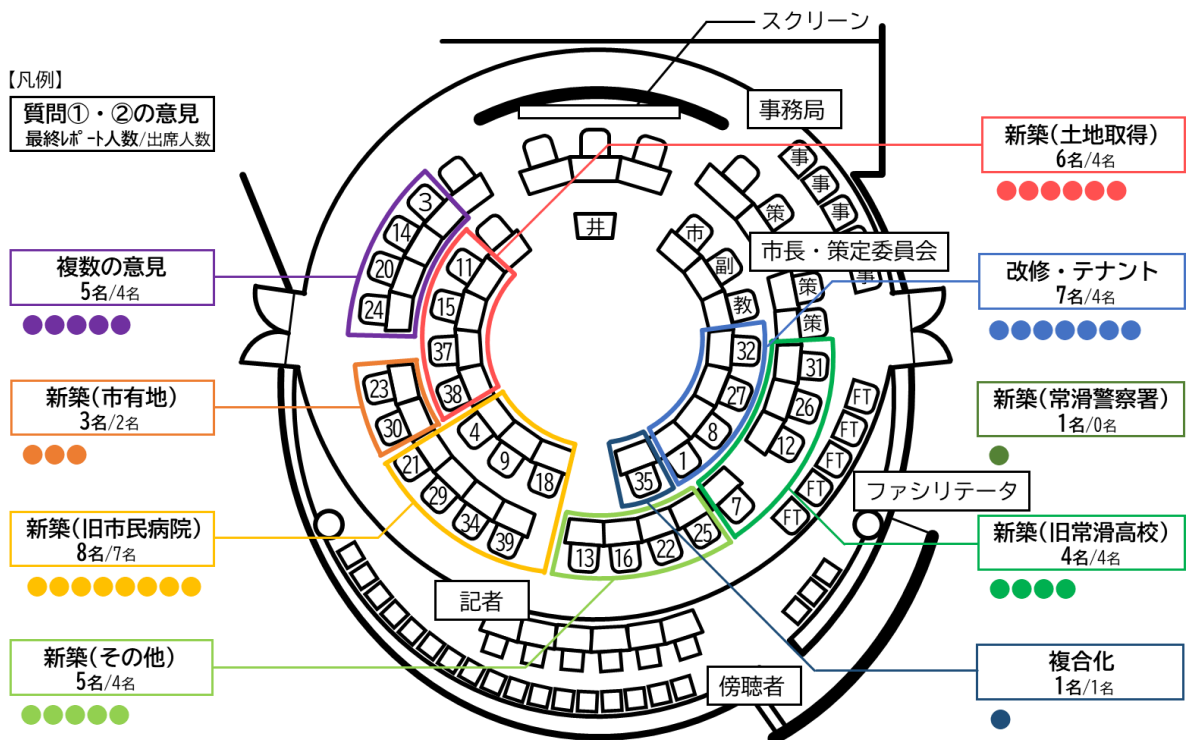 スクリーン
【凡例】
質問①・②の意見
最終ﾚﾎﾟｰﾄ人数/出席人数
事務局
新築(土地取得)
6名/4名
複数の意見
5名/4名
市長・策定委員会
改修・テナント
7名/4名
新築(市有地)
3名/2名
新築(常滑警察署)
1名/0名
新築(旧市民病院)
8名/7名
ファシリテータ
新築(旧常滑高校)
4名/4名
記者
新築(その他)
5名/4名
傍聴者
複合化
1名/1名
井
市
副
教
策
策
策
事
事
事
事
3
14
20
24
11
15
37
38
23
30
4
9
18
21
29
34
39
13
16
22
25
35
1
8
27
32
31
26
12
7
FT
FT
FT
FT
FT